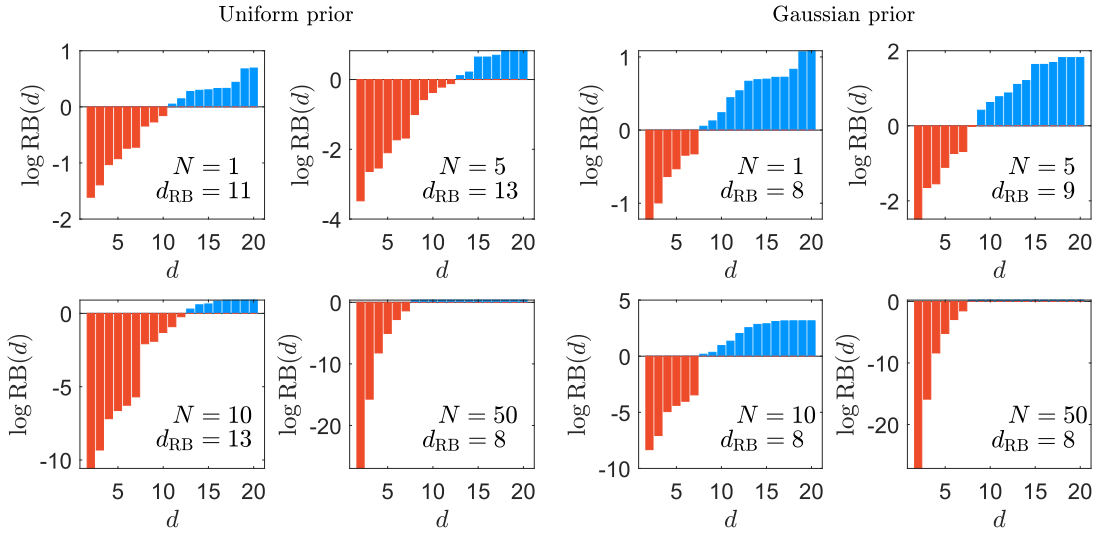 Uniform prior
Gaussian prior
1
0
-1
-2
log RB(d)
N = 1
d_RB = 11
5 10 15 20
d
0
-2
-4
log RB(d)
N = 5
d_RB = 13
5 10 15 20
d
1
0
-1
log RB(d)
N = 1
d_RB = 8
5 10 15 20
d
2
0
-2
log RB(d)
N = 5
d_RB = 9
5 10 15 20
d
0
-5
-10
log RB(d)
N = 10
d_RB = 13
5 10 15 20
d
0
-10
-20
log RB(d)
N = 50
d_RB = 8
5 10 15 20
d
5
0
-5
-10
log RB(d)
N = 10
d_RB = 8
5 10 15 20
d
0
-10
-20
log RB(d)
N = 50
d_RB = 8
5 10 15 20
d